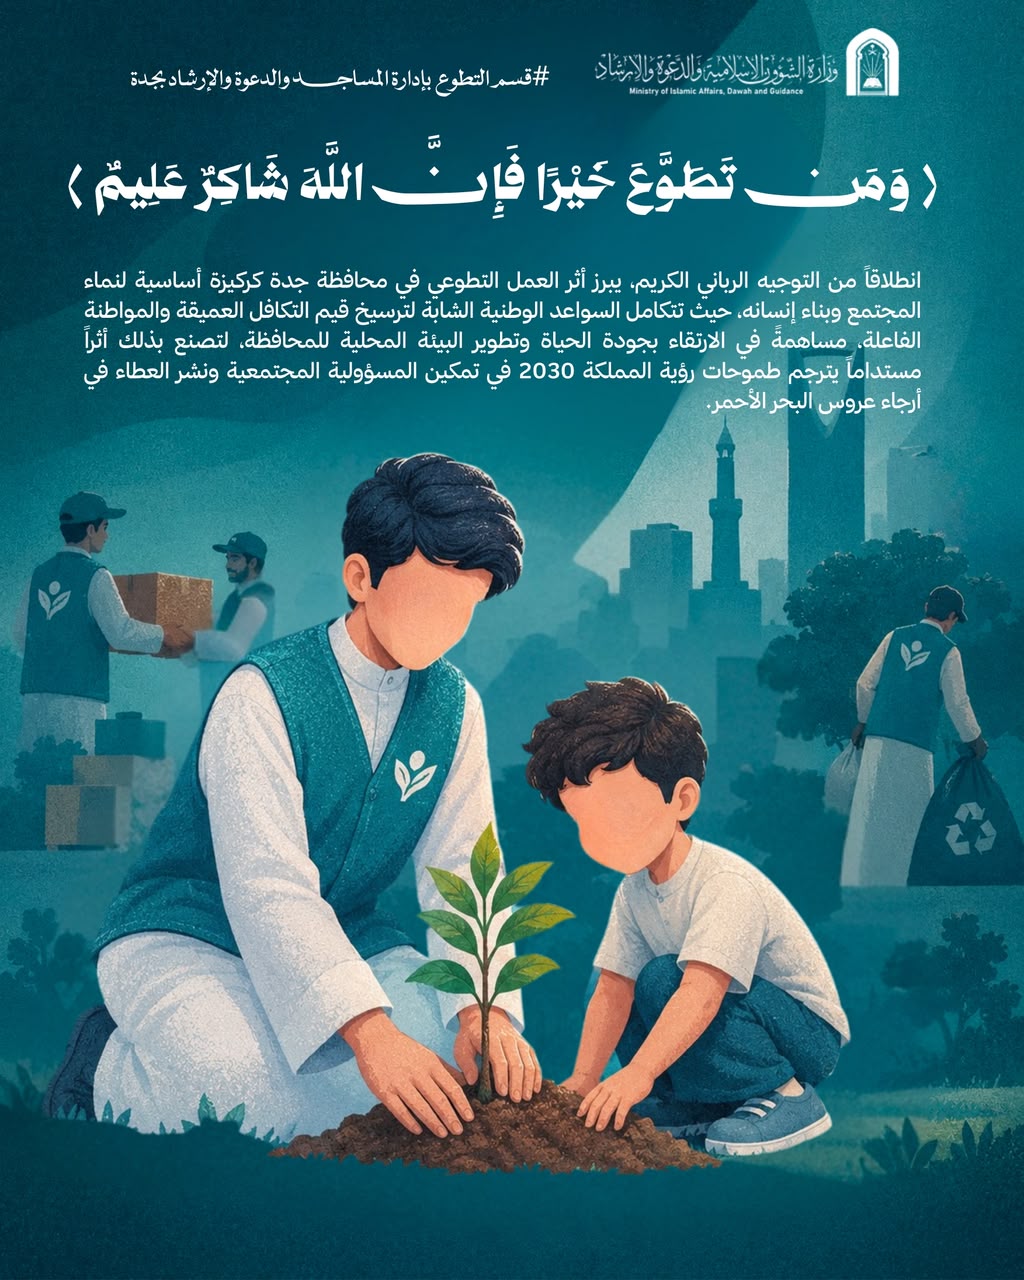 وزارة الشؤون الإسلامية والدعوة والإرشاد
Ministry of Islamic Affairs, Dawah and Guidance
#قسم التطوع بإدارة المساجد والدعوة والإرشاد بجدة
﴿ وَمَن تَطَوَّعَ خَيْرًا فَإِنَّ اللَّهَ شَاكِرٌ عَلِيمٌ ﴾
انطلاقاً من التوجيه الرباني الكريم، يبرز أثر العمل التطوعي في محافظة جدة كركيزة أساسية لنماء
المجتمع وبناء إنسانه، حيث تتكامل السواعد الوطنية الشابة لترسيخ قيم التكافل العميقة والمواطنة
الفاعلة، مساهمةً في الارتقاء بجودة الحياة وتطوير البيئة المحلية للمحافظة، لتصنع بذلك أثراً
مستداماً يترجم طموحات رؤية المملكة 2030 في تمكين المسؤولية المجتمعية ونشر العطاء في
أرجاء عروس البحر الأحمر.